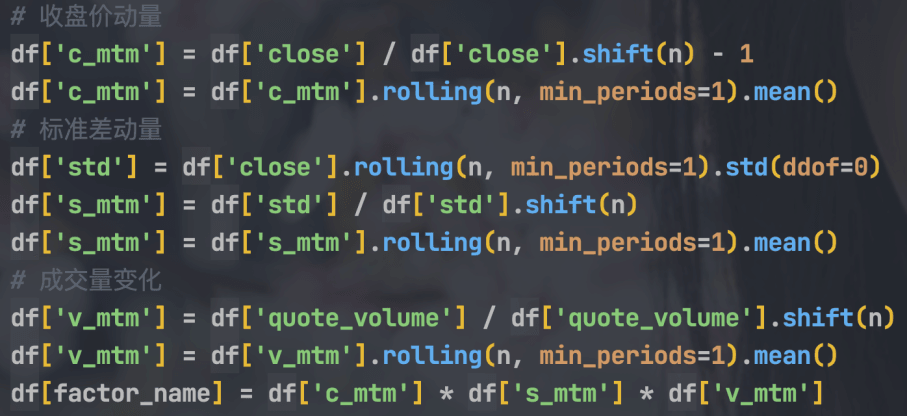 # 收盘价动量
df['c_mtm'] = df['close'] / df['close'].shift(n) - 1
df['c_mtm'] = df['c_mtm'].rolling(n, min_periods=1).mean()
# 标准差动量
df['std'] = df['close'].rolling(n, min_periods=1).std(ddof=0)
df['s_mtm'] = df['std'] / df['std'].shift(n)
df['s_mtm'] = df['s_mtm'].rolling(n, min_periods=1).mean()
# 成交量变化
df['v_mtm'] = df['quote_volume'] / df['quote_volume'].shift(n)
df['v_mtm'] = df['v_mtm'].rolling(n, min_periods=1).mean()
df[factor_name] = df['c_mtm'] * df['s_mtm'] * df['v_mtm']